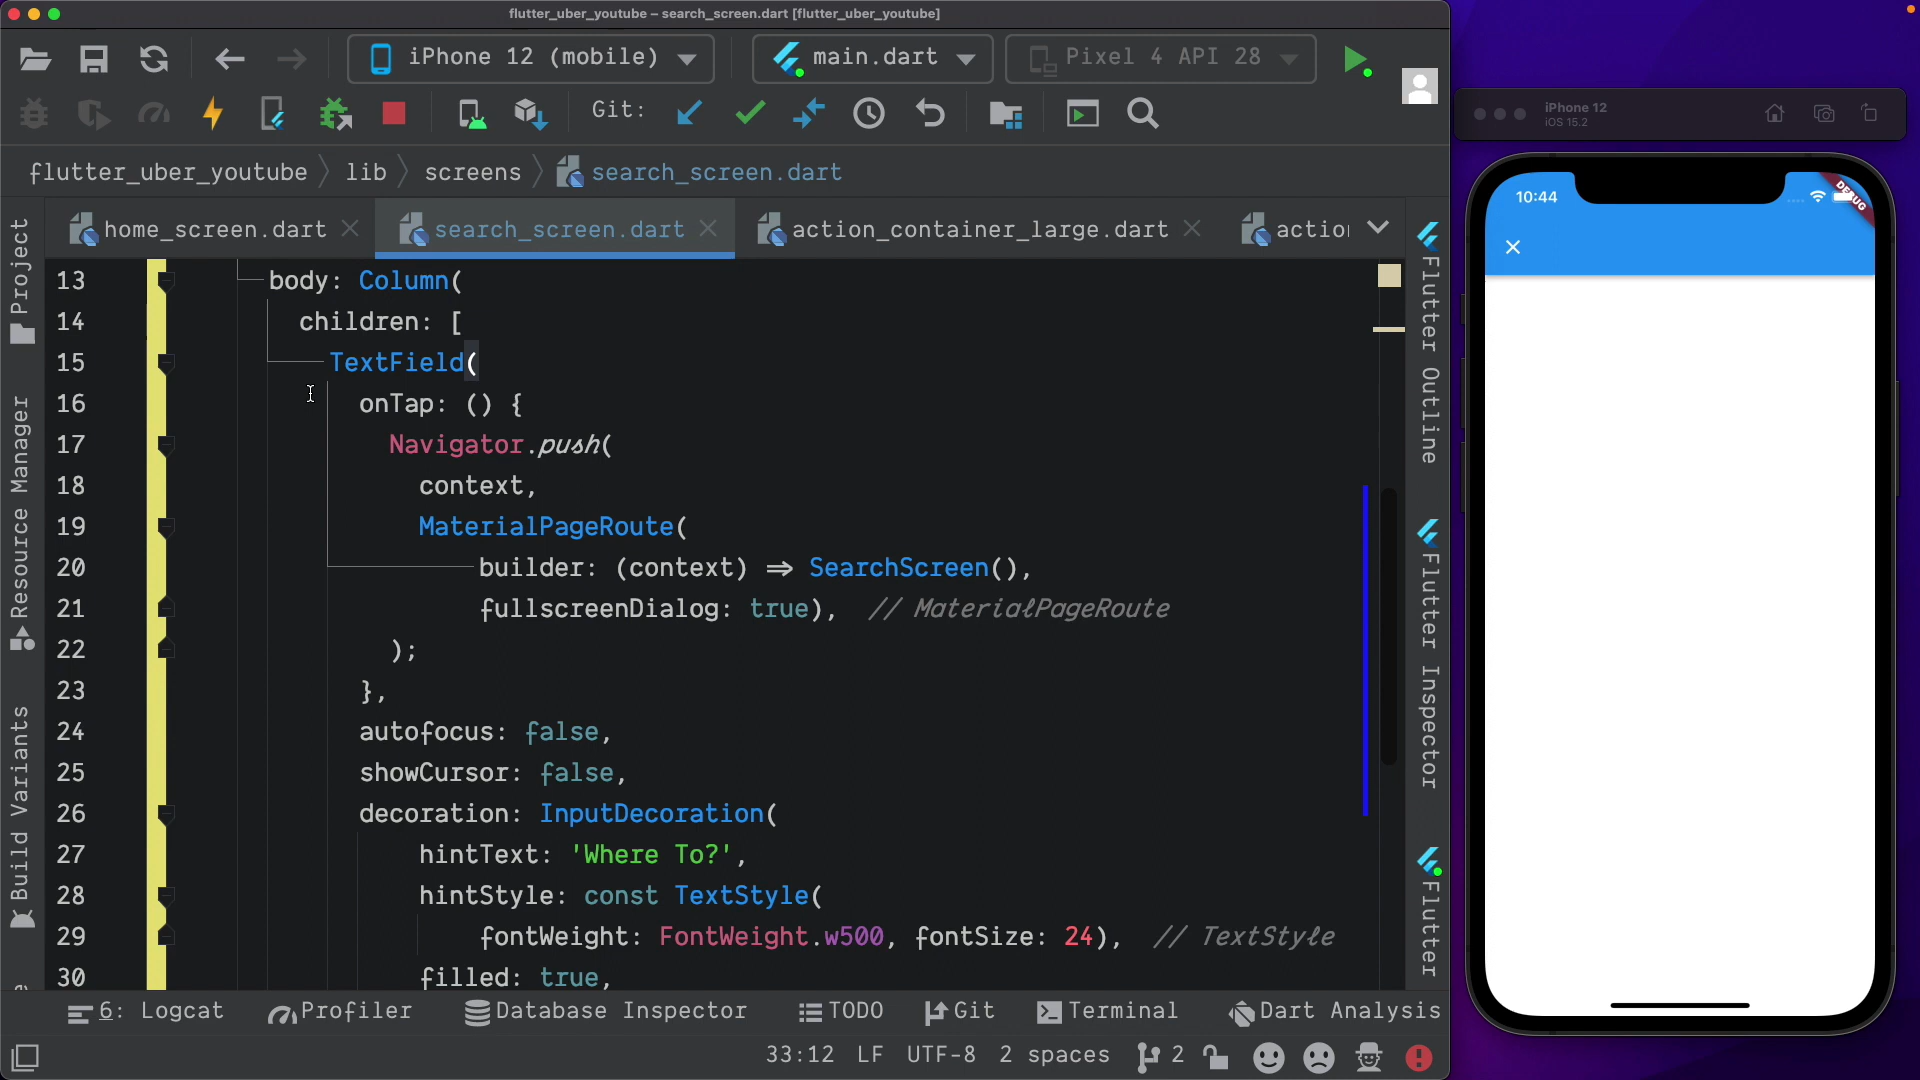 flutter_uber_youtube – search_screen.dart [flutter_uber_youtube]
iPhone 12 (mobile)
main.dart
Pixel 4 API 28
Git:
flutter_uber_youtube
lib
screens
search_screen.dart
home_screen.dart
search_screen.dart
action_container_large.dart
action
Project
Resource Manager
Build Variants
13 body: Column(
14 children: [
15 TextField(
16 onTap: () {
17 Navigator.push(
18 context,
19 MaterialPageRoute(
20 builder: (context) ⇒ SearchScreen(),
21 fullscreenDialog: true), // MaterialPageRoute
22 );
23 },
24 autofocus: false,
25 showCursor: false,
26 decoration: InputDecoration(
27 hintText: 'Where To?',
28 hintStyle: const TextStyle(
29 fontWeight: FontWeight.w500, fontSize: 24), // TextStyle
30 filled: true,
Flutter Outline
Flutter Inspector
Flutter
6: Logcat
Profiler
Database Inspector
TODO
Git
Terminal
Dart Analysis
33:12 LF UTF-8 2 spaces 2
iPhone 12
iOS 15.2
10:44
DEBUG